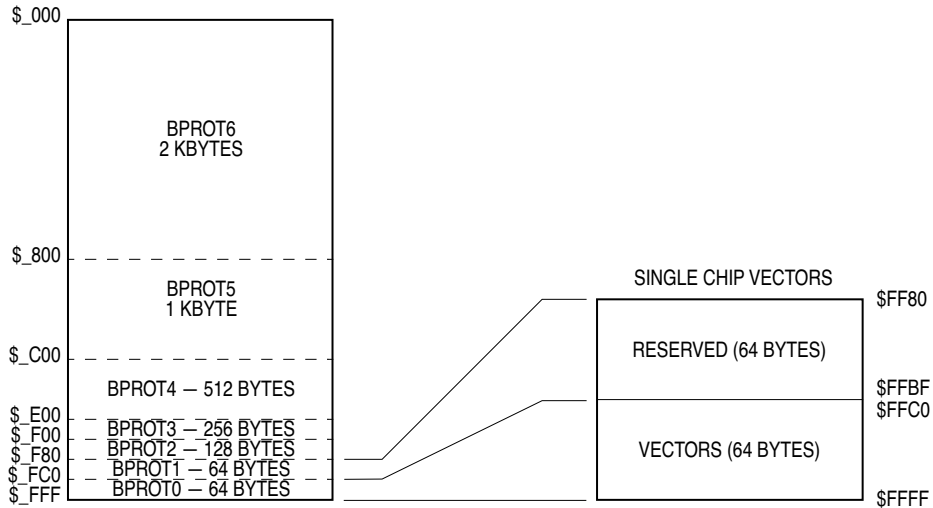 $_000
BPROT6
2 KBYTES
$_800
BPROT5
1 KBYTE
$_C00
BPROT4 — 512 BYTES
$_E00
BPROT3 — 256 BYTES
$_F00
BPROT2 — 128 BYTES
$_F80
BPROT1 — 64 BYTES
$_FC0
BPROT0 — 64 BYTES
$_FFF
SINGLE CHIP VECTORS
$FF80
RESERVED (64 BYTES)
$FFBF
$FFC0
VECTORS (64 BYTES)
$FFFF